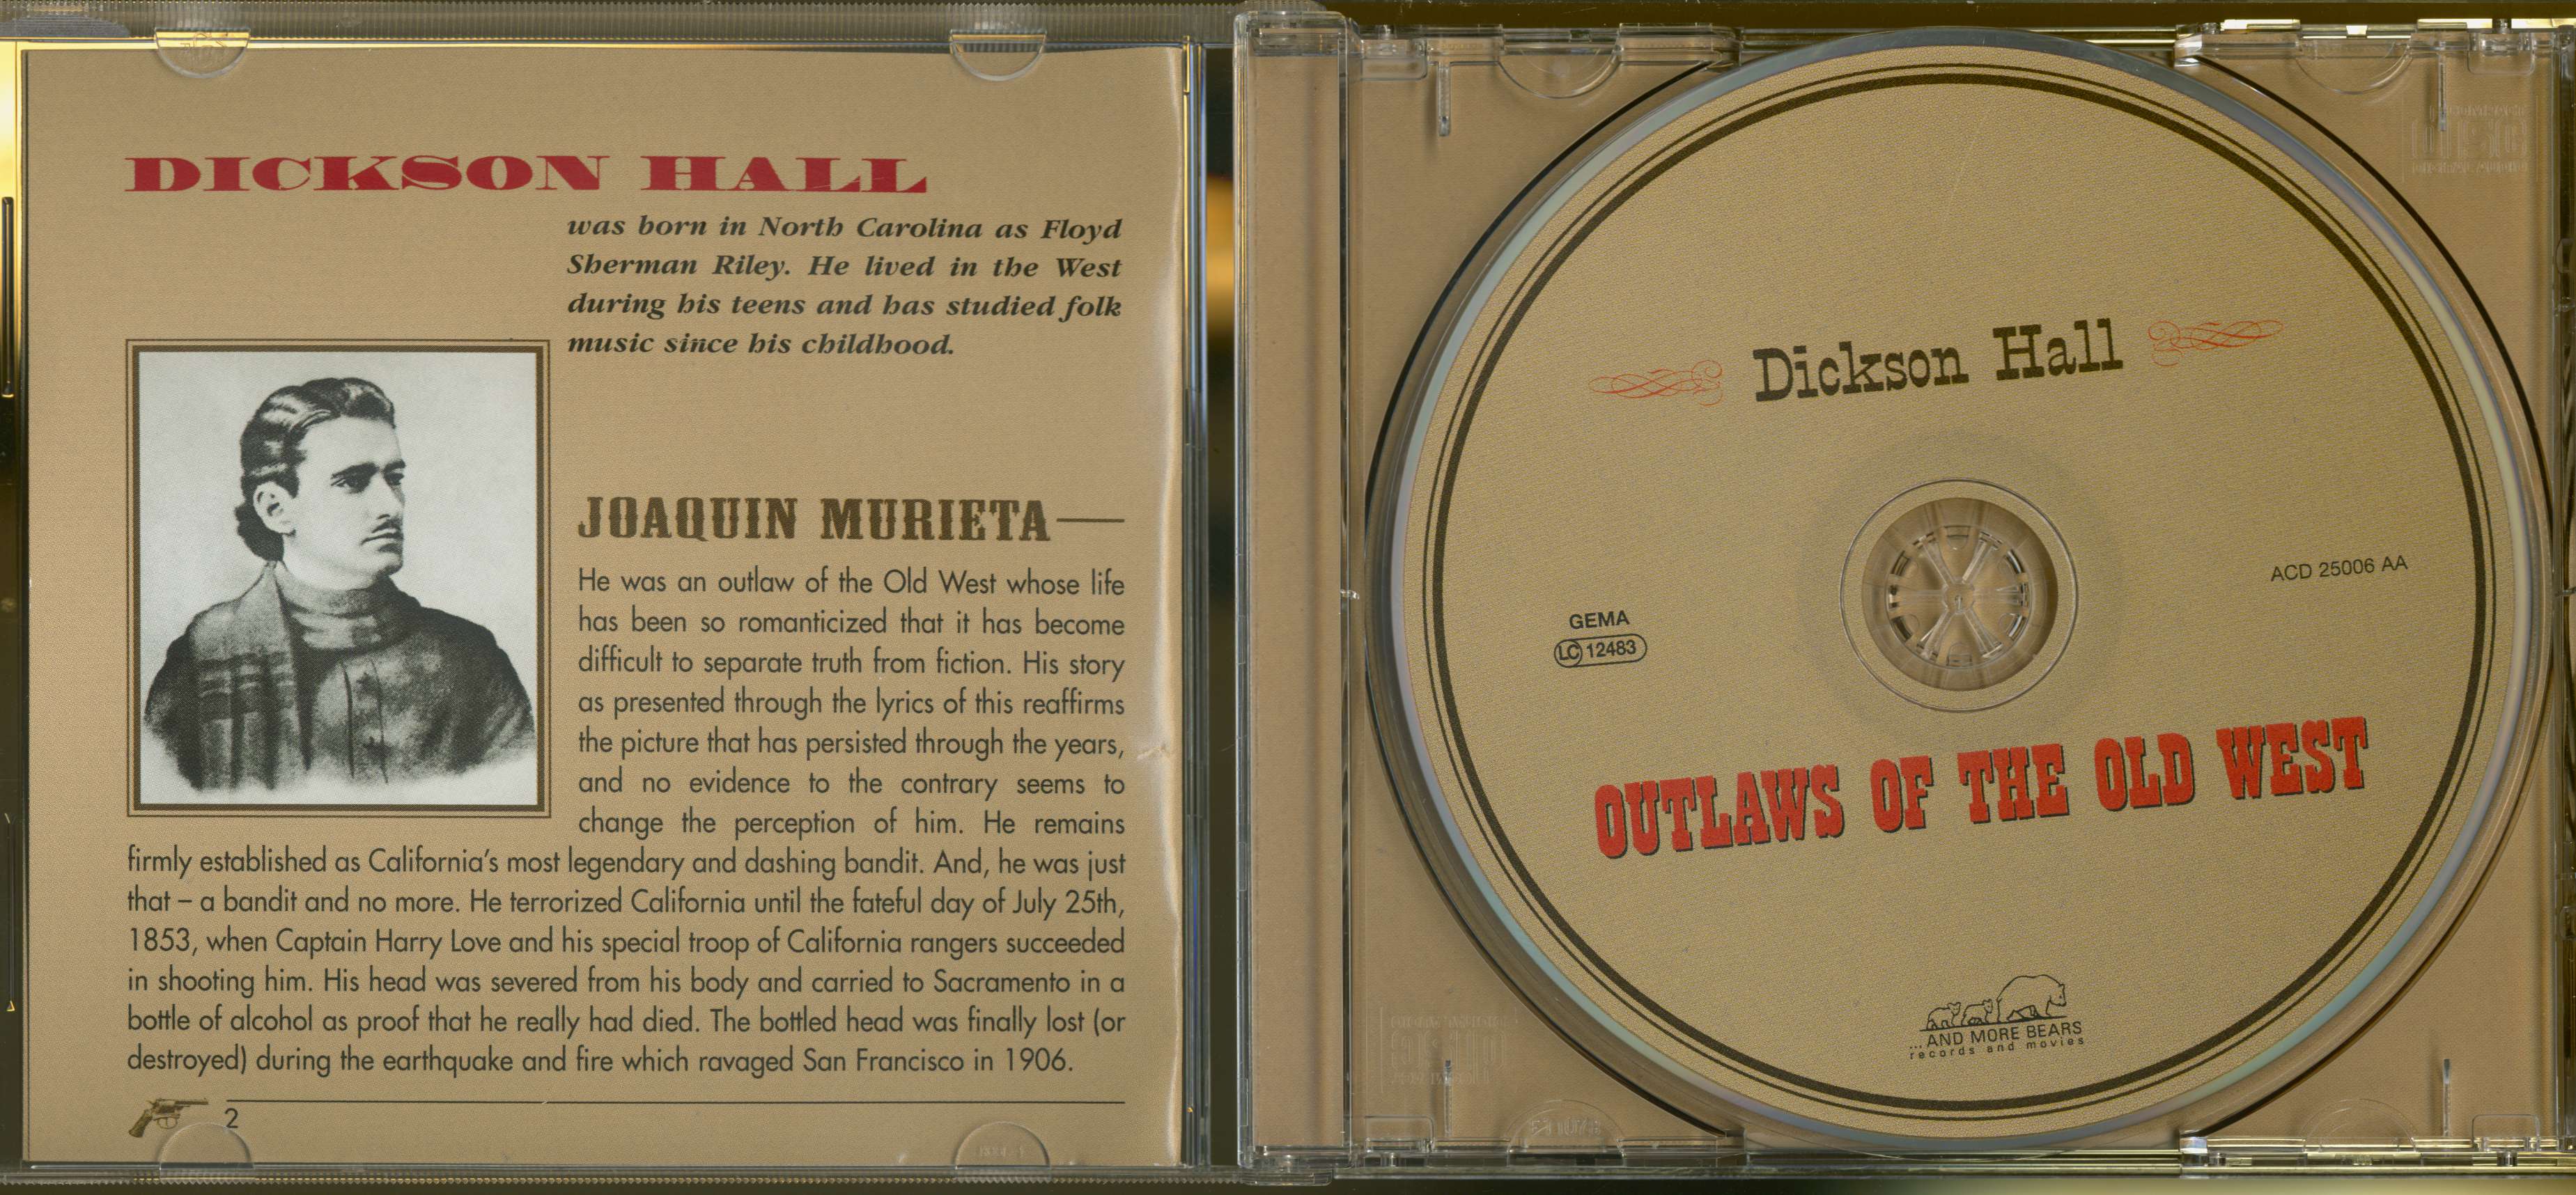 DICKSON HALL
was born in North Carolina as Floyd
Sherman Riley. He lived in the West
during his teens and has studied folk
music since his childhood.
JOAQUIN MURIETA
He was an outlaw of the Old West whose life
has been so romanticized that it has become
difficult to separate truth from fiction. His story
as presented through the lyrics of this reaffirms
the picture that has persisted through the years,
and no evidence to the contrary seems to
change the perception of him. He remains
firmly established as California's most legendary and dashing bandit. And, he was just
that – a bandit and no more. He terrorized California until the fateful day of July 25th,
1853, when Captain Harry Love and his special troop of California rangers succeeded
in shooting him. His head was severed from his body and carried to Sacramento in a
bottle of alcohol as proof that he really had died. The bottled head was finally lost (or
destroyed) during the earthquake and fire which ravaged San Francisco in 1906.
2
Dickson Hall
ACD 25006 AA
GEMA
LC 12483
OUTLAWS OF THE OLD WEST
...AND MORE BEARS
records and movies